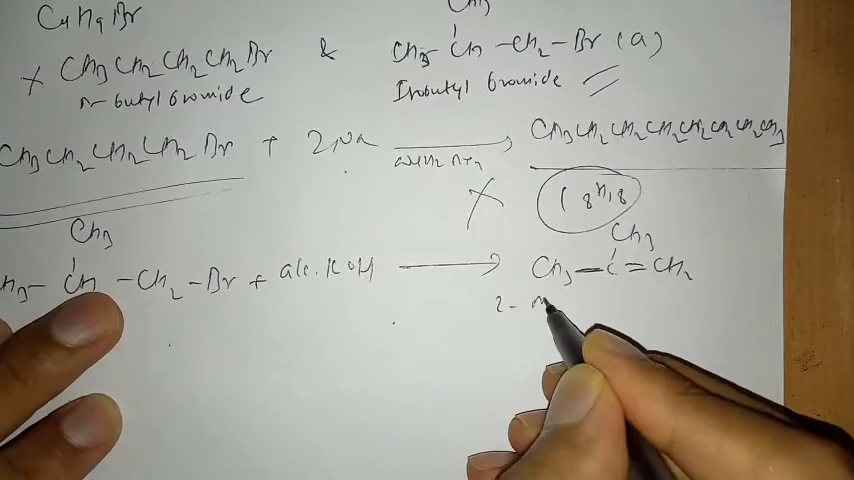 C4H9Br
CH3
X CH3CH2CH2CH2Br & CH3-CH-CH2-Br (a)
n-butyl bromide Isobutyl bromide
CH3CH2CH2CH2Br + 2Na → CH3CH2CH2CH2CH2CH2CH2CH3
X C8H18
CH3 CH3
CH3-CH-CH2-Br + alc. KOH → CH3-C=CH2
2-m